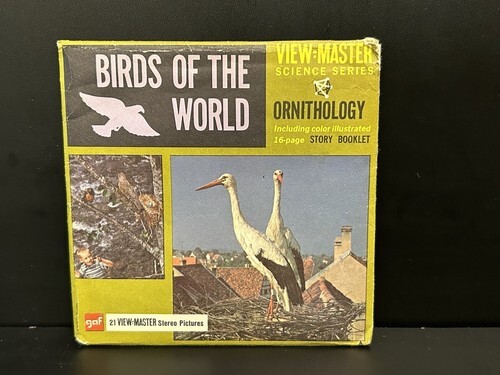 BIRDS OF THE
WORLD
VIEW-MASTER
SCIENCE SERIES
ORNITHOLOGY
Including color illustrated
16-page STORY BOOKLET
gaf
21 VIEW-MASTER Stereo Pictures